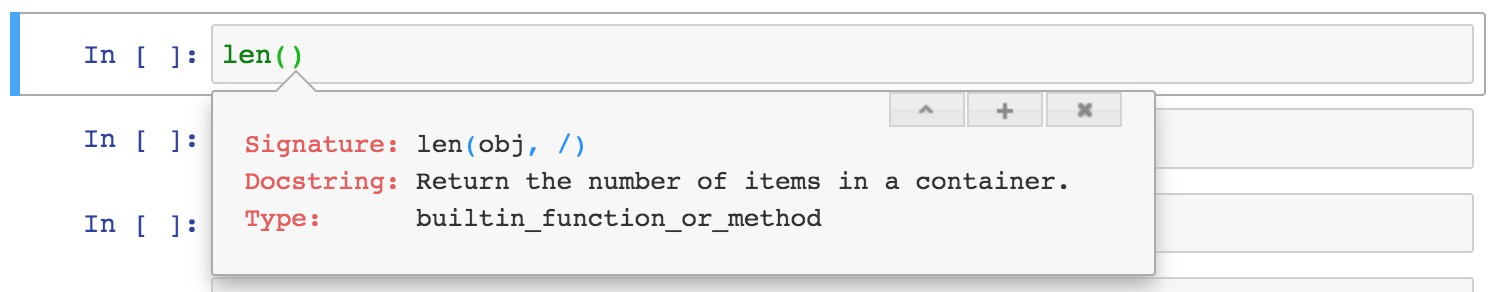 In [ ]: len()
Signature: len(obj, /)
In [ ]:
Docstring: Return the number of items in a container.
Type: builtin_function_or_method
In [ ]: